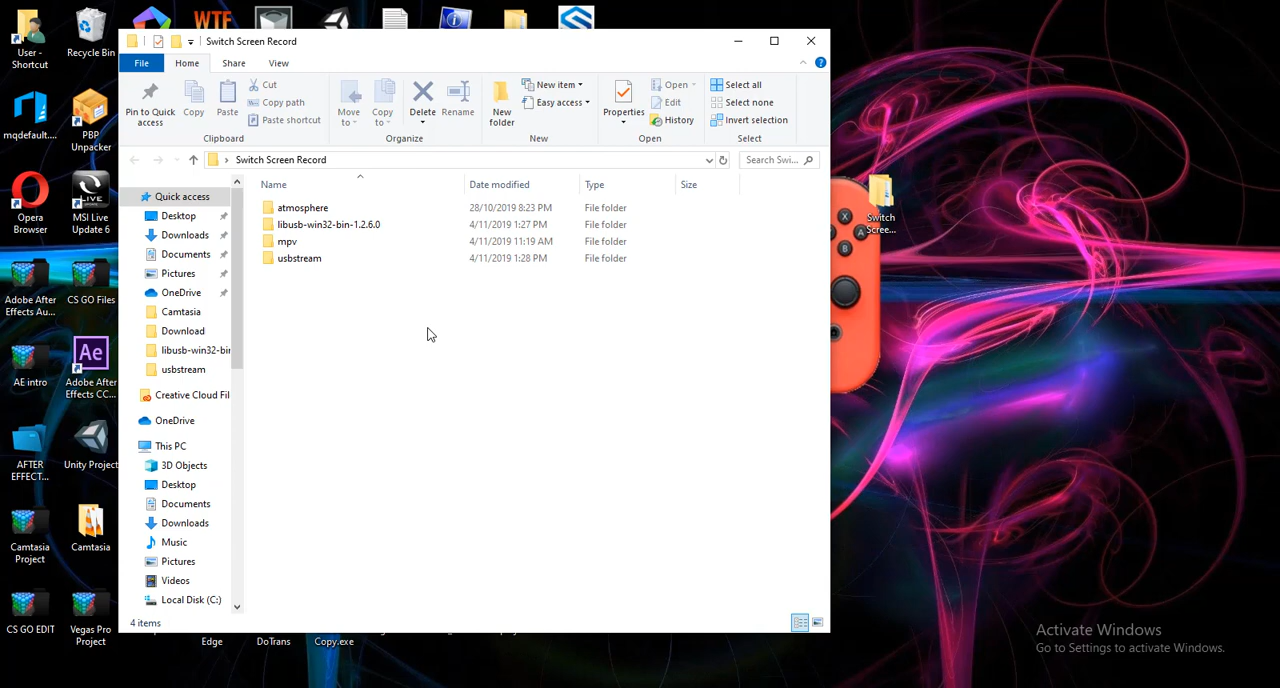 Switch Screen Record
File
Home
Share
View
Pin to Quick access
Copy
Paste
Cut
Copy path
Paste shortcut
Clipboard
Move to
Copy to
Delete
Rename
Organize
New folder
New item
Easy access
New
Properties
Open
Edit
History
Open
Select all
Select none
Invert selection
Select
Switch Screen Record
Search Swi...
Name
Date modified
Type
Size
atmosphere 28/10/2019 8:23 PM File folder
libusb-win32-bin-1.2.6.0 4/11/2019 1:27 PM File folder
mpv 4/11/2019 11:19 AM File folder
usbstream 4/11/2019 1:28 PM File folder
Quick access
Desktop
Downloads
Documents
Pictures
OneDrive
Camtasia
Download
libusb-win32-bin
usbstream
Creative Cloud Fil
OneDrive
This PC
3D Objects
Desktop
Documents
Downloads
Music
Pictures
Videos
Local Disk (C:)
4 items
User -
Shortcut
Recycle Bin
WTF
mqdefault....
PBP
Unpacker
Opera
Browser
LIVE
MSI Live
Update 6
Adobe After
Effects Au...
CS GO Files
AE intro
Ae
Adobe After
Effects CC...
AFTER
EFFECT...
Unity Project
Camtasia
Project
Camtasia
CS GO EDIT
Vegas Pro
Project
Edge
DoTrans
Copy.exe
X
A
B
Switch
Scree...
Activate Windows
Go to Settings to activate Windows.